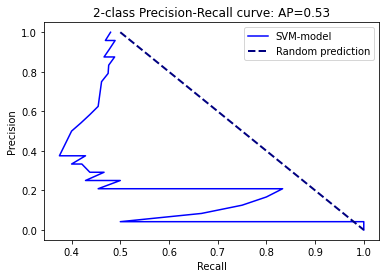 2-class Precision-Recall curve: AP=0.53
SVM-model
Random prediction
Precision
1.0
0.8
0.6
0.4
0.2
0.0
0.4
0.5
0.6
0.7
0.8
0.9
1.0
Recall